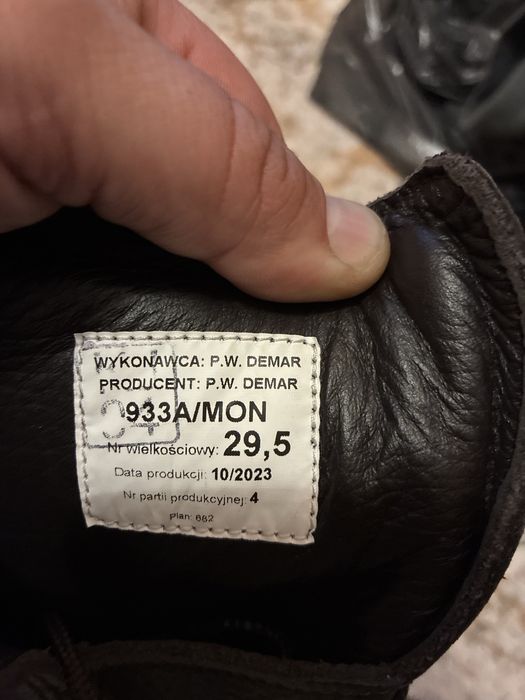 WYKONAWCA: P.W. DEMAR
PRODUCENT: P.W. DEMAR
933A/MON
Nr wielkościowy: 29,5
Data produkcji: 10/2023
Nr partii produkcyjnej: 4
plan: 682